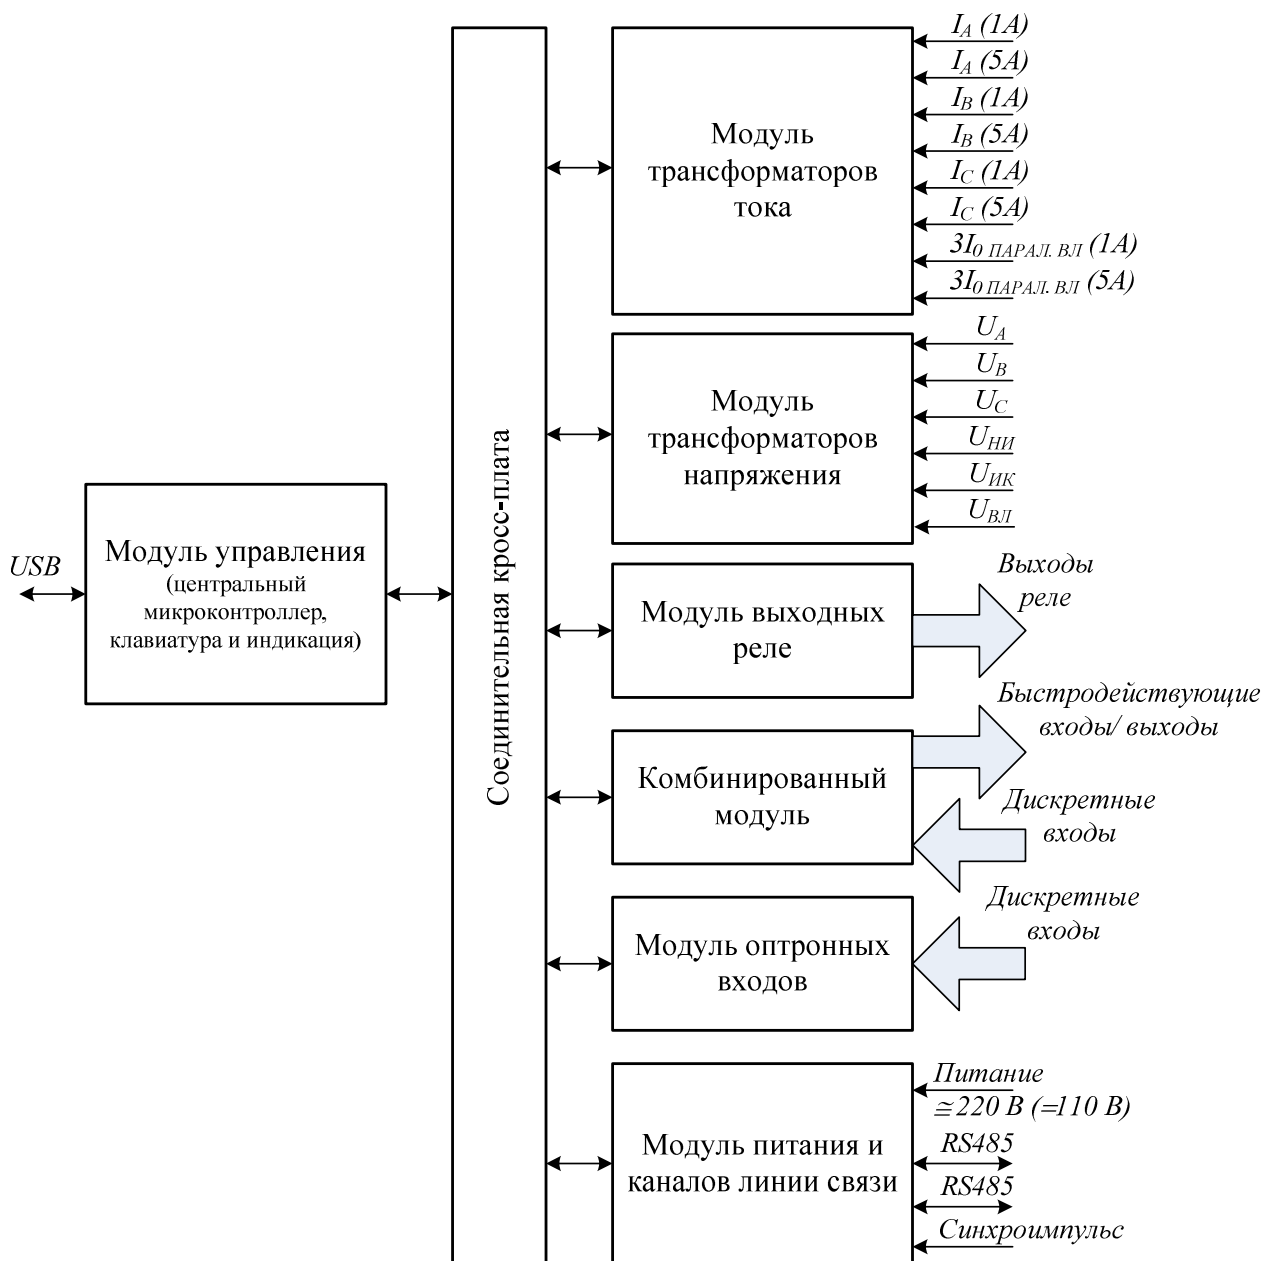 USB
Модуль управления
(центральный
микроконтроллер,
клавиатура и индикация)
Соединительная кросс-плата
Модуль
трансформаторов
тока
I_A (1A)
I_A (5A)
I_B (1A)
I_B (5A)
I_C (1A)
I_C (5A)
3I_0 ПАРАЛ. ВЛ (1A)
3I_0 ПАРАЛ. ВЛ (5A)
Модуль
трансформаторов
напряжения
U_A
U_B
U_C
U_НИ
U_ИК
U_ВЛ
Модуль выходных
реле
Выходы
реле
Комбинированный
модуль
Быстродействующие
входы/ выходы
Дискретные
входы
Модуль оптронных
входов
Дискретные
входы
Модуль питания и
каналов линии связи
Питание
≅220 В (=110 В)
RS485
RS485
Синхроимпульс